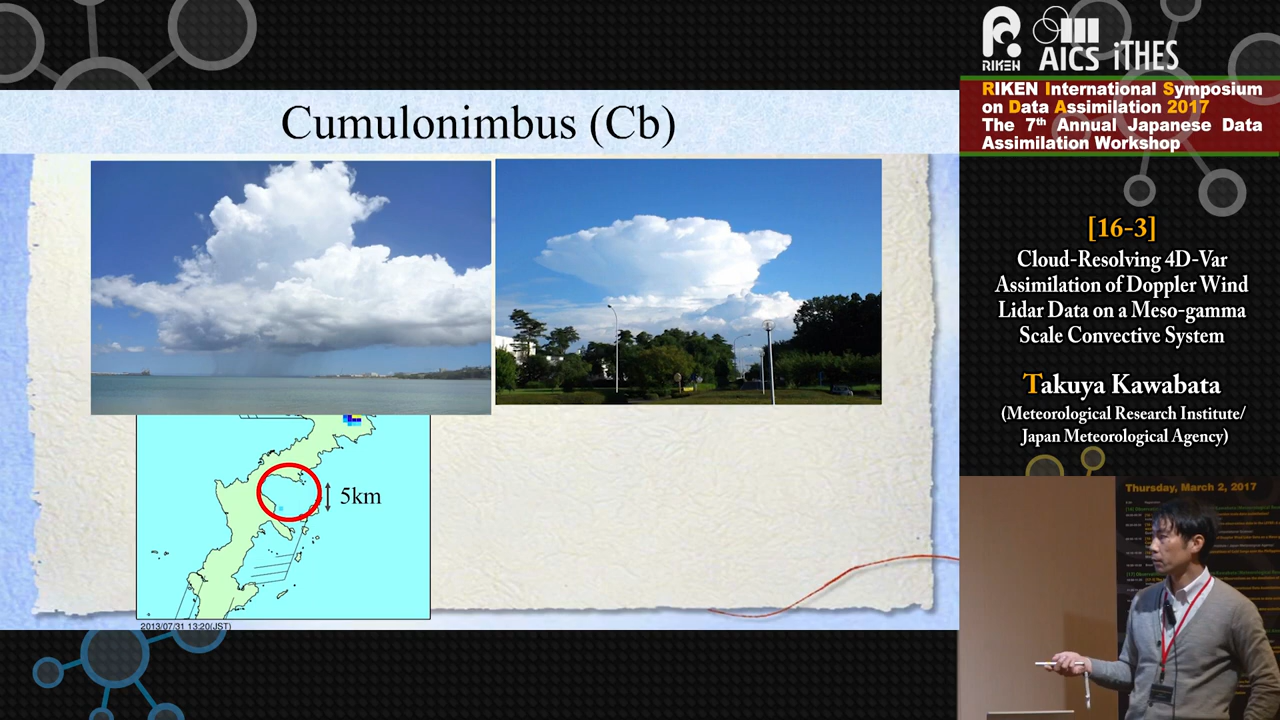 Cumulonimbus (Cb)
5km
2013/07/31 13:20(JST)
RIKEN AICS iTHES
RIKEN International Symposium
on Data Assimilation 2017
The 7th Annual Japanese Data
Assimilation Workshop
[16-3]
Cloud-Resolving 4D-Var
Assimilation of Doppler Wind
Lidar Data on a Meso-gamma
Scale Convective System
Takuya Kawabata
(Meteorological Research Institute/
Japan Meteorological Agency)
Thursday, March 2, 2017